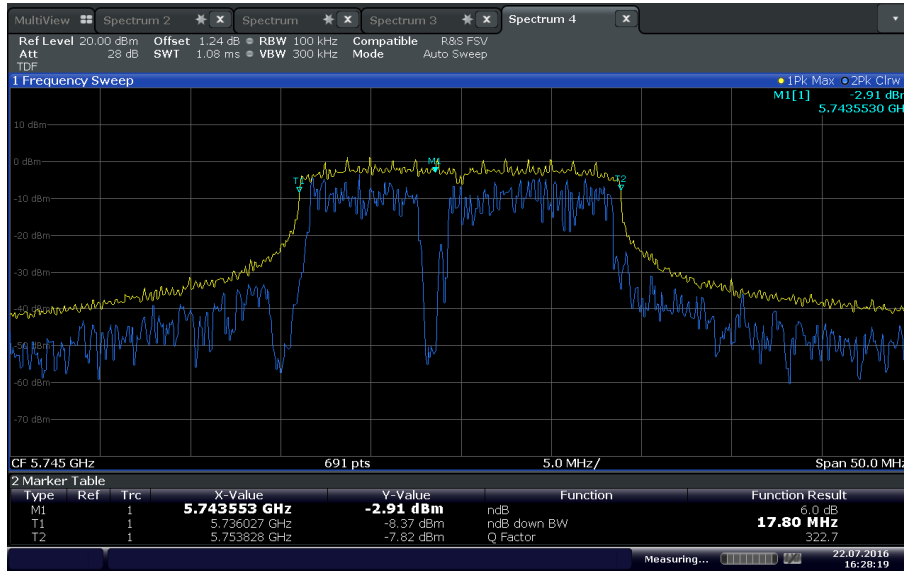 MultiView Spectrum 2 * X Spectrum * X Spectrum 3 * X Spectrum 4 X
Ref Level 20.00 dBm Offset 1.24 dB RBW 100 kHz Compatible R&S FSV
Att 28 dB SWT 1.08 ms VBW 300 kHz Mode Auto Sweep
TDF
1 Frequency Sweep 1Pk Max 2Pk Clrw
M1[1] -2.91 dBm
5.7435530 GH
10 dBm
0 dBm
M1
T1 T2
-10 dBm
-20 dBm
-30 dBm
-40 dBm
-50 dBm
-60 dBm
-70 dBm
CF 5.745 GHz 691 pts 5.0 MHz/ Span 50.0 MHz
2 Marker Table
Type Ref Trc X-Value Y-Value Function Function Result
M1 1 5.743553 GHz -2.91 dBm ndB 6.0 dB
T1 1 5.736027 GHz -8.37 dBm ndB down BW 17.80 MHz
T2 1 5.753828 GHz -7.82 dBm Q Factor 322.7
Measuring... 22.07.2016
16:28:19